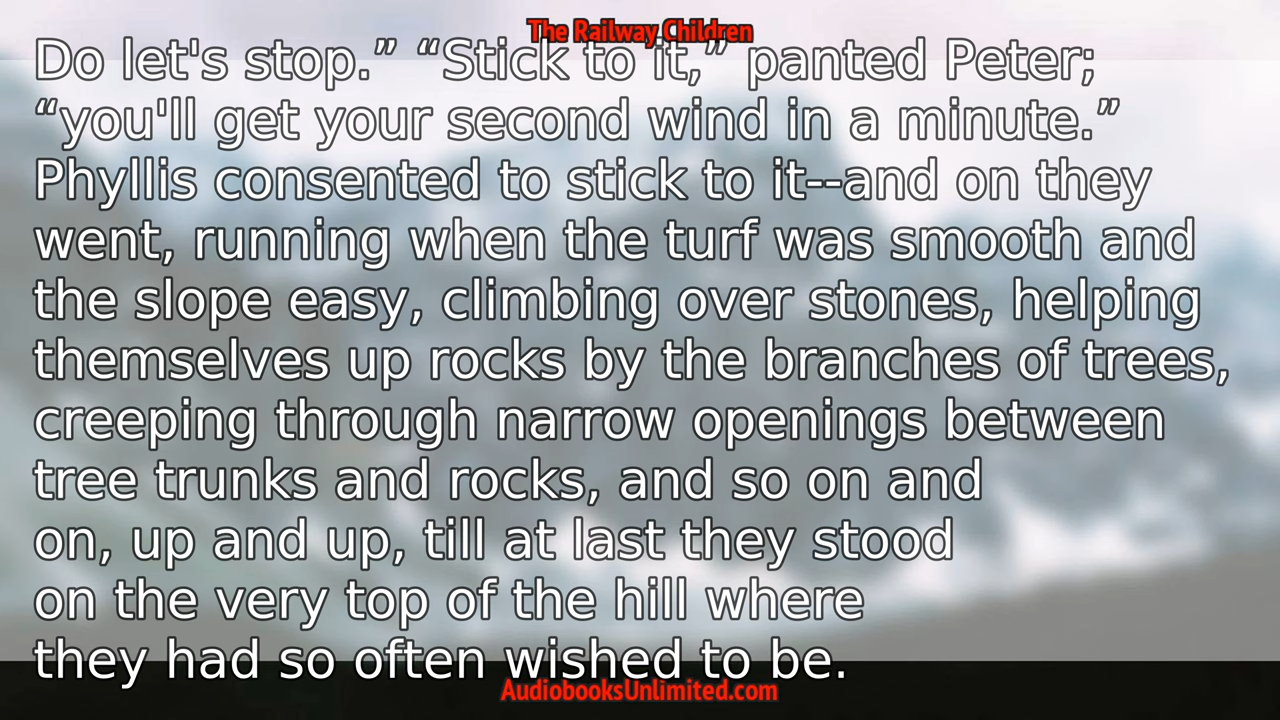 The Railway Children
Do let's stop.” “Stick to it,” panted Peter;
“you'll get your second wind in a minute.”
Phyllis consented to stick to it--and on they
went, running when the turf was smooth and
the slope easy, climbing over stones, helping
themselves up rocks by the branches of trees,
creeping through narrow openings between
tree trunks and rocks, and so on and
on, up and up, till at last they stood
on the very top of the hill where
they had so often wished to be.
AudiobooksUnlimited.com